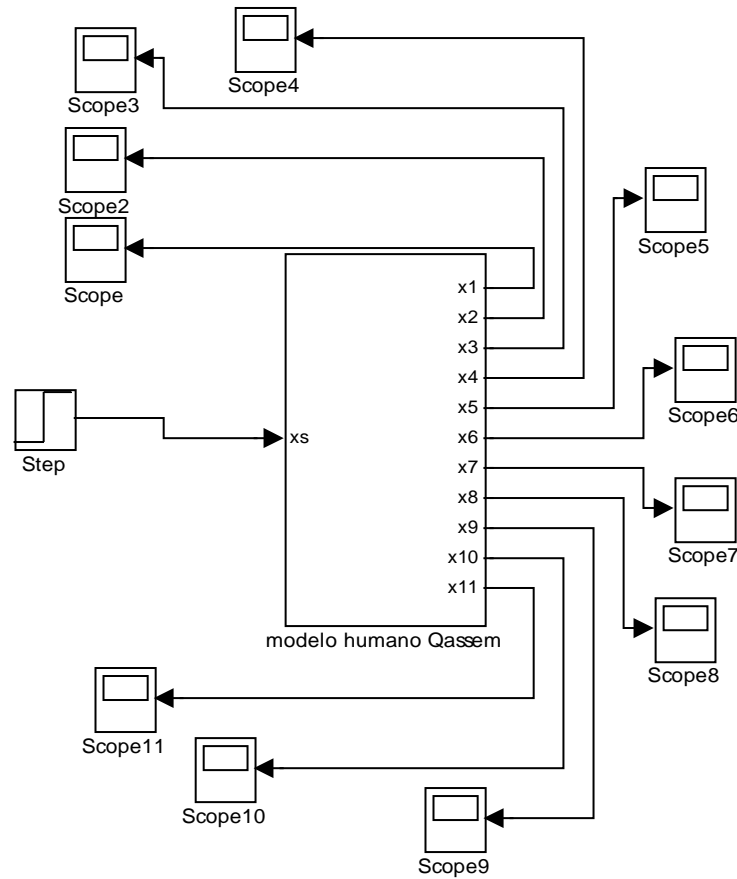 Scope4
Scope3
Scope2
Scope
Scope5
x1
x2
x3
x4
x5
x6
x7
x8
x9
x10
x11
xs
Step
Scope6
Scope7
modelo humano Qassem
Scope8
Scope11
Scope10
Scope9